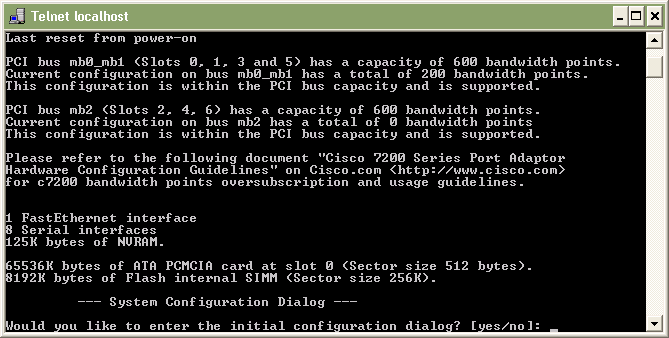 Telnet localhost
Last reset from power-on
PCI bus mb0_mb1 (Slots 0, 1, 3 and 5) has a capacity of 600 bandwidth points.
Current configuration on bus mb0_mb1 has a total of 200 bandwidth points.
This configuration is within the PCI bus capacity and is supported.
PCI bus mb2 (Slots 2, 4, 6) has a capacity of 600 bandwidth points.
Current configuration on bus mb2 has a total of 0 bandwidth points
This configuration is within the PCI bus capacity and is supported.
Please refer to the following document "Cisco 7200 Series Port Adaptor
Hardware Configuration Guidelines" on Cisco.com <http://www.cisco.com>
for c7200 bandwidth points oversubscription and usage guidelines.
1 FastEthernet interface
8 Serial interfaces
125K bytes of NVRAM.
65536K bytes of ATA PCMCIA card at slot 0 (Sector size 512 bytes).
8192K bytes of Flash internal SIMM (Sector size 256K).
--- System Configuration Dialog ---
Would you like to enter the initial configuration dialog? [yes/no]: _